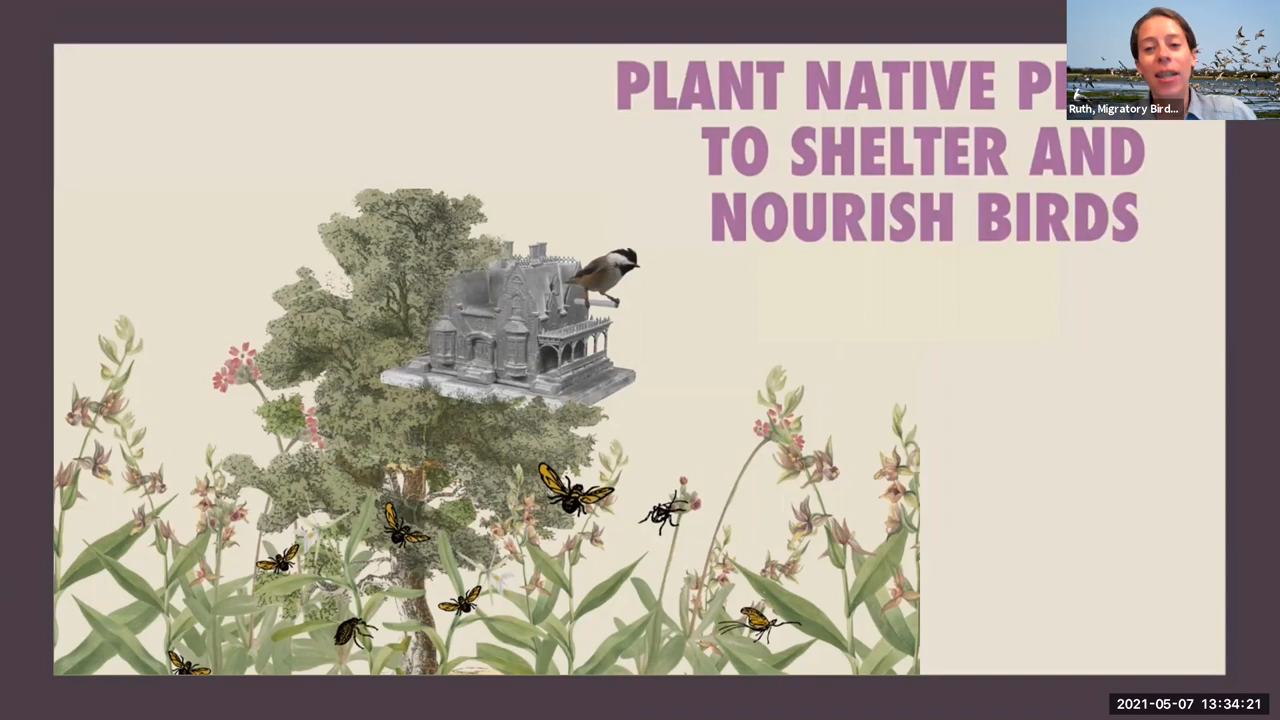 PLANT NATIVE
TO SHELTER AND
NOURISH BIRDS
Ruth, Migratory Bird...
2021-05-07 13:34:21